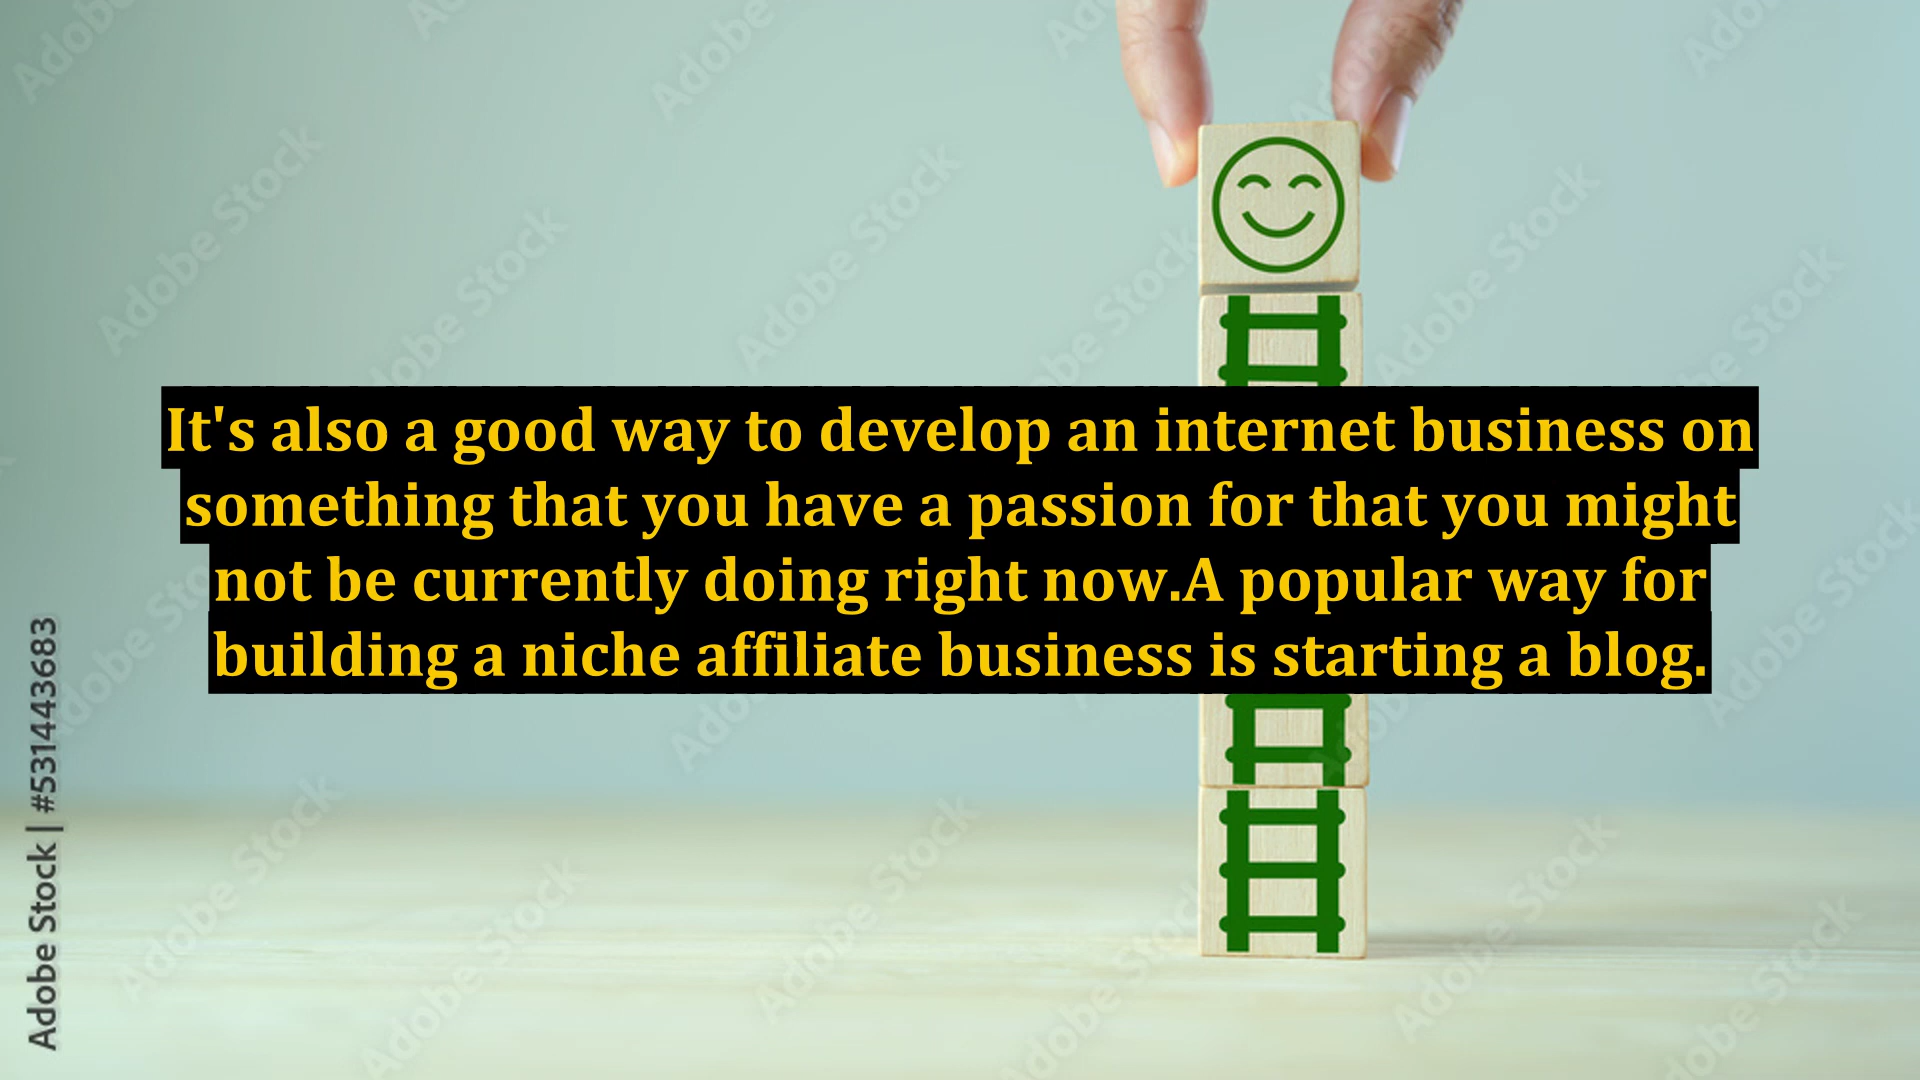 It's also a good way to develop an internet business on
something that you have a passion for that you might
not be currently doing right now.A popular way for
building a niche affiliate business is starting a blog.
Adobe Stock | #531443683
Adobe Stock